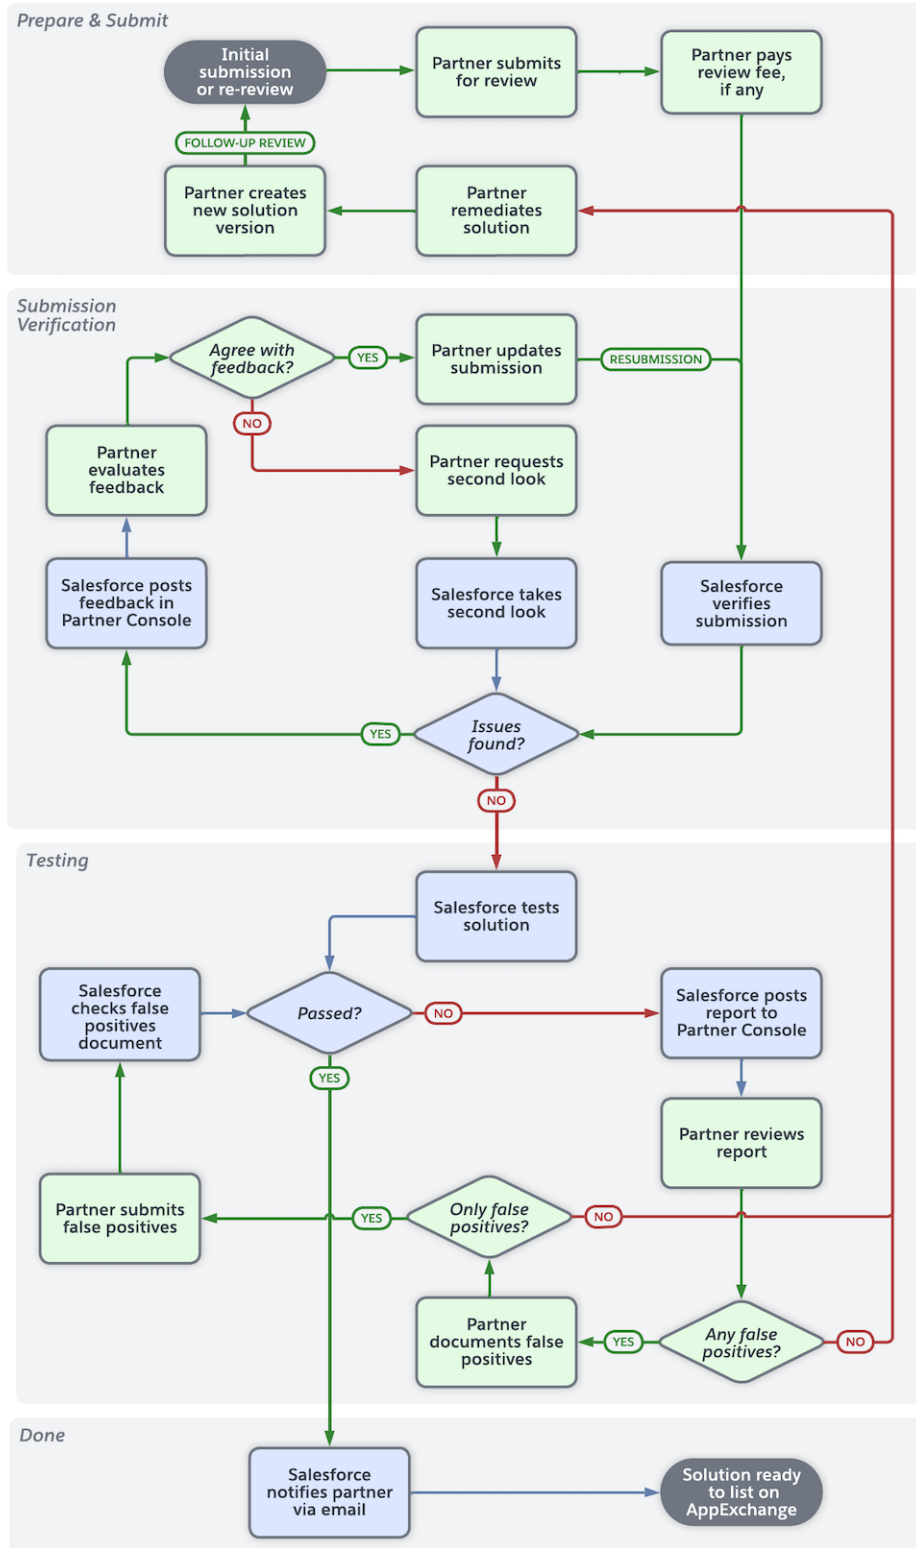 Prepare & Submit
Initial
submission
or re-review
Partner submits
for review
Partner pays
review fee,
if any
FOLLOW-UP REVIEW
Partner creates
new solution
version
Partner
remediates
solution
Submission
Verification
Agree with
feedback?
YES
Partner updates
submission
RESUBMISSION
NO
Partner
evaluates
feedback
Partner requests
second look
Salesforce posts
feedback in
Partner Console
Salesforce takes
second look
Salesforce
verifies
submission
YES
Issues
found?
NO
Testing
Salesforce tests
solution
Salesforce
checks false
positives
document
Passed?
NO
Salesforce posts
report to
Partner Console
YES
Partner reviews
report
Partner submits
false positives
YES
Only false
positives?
NO
Partner
documents false
positives
YES
Any false
positives?
NO
Done
Salesforce
notifies partner
via email
Solution ready
to list on
AppExchange